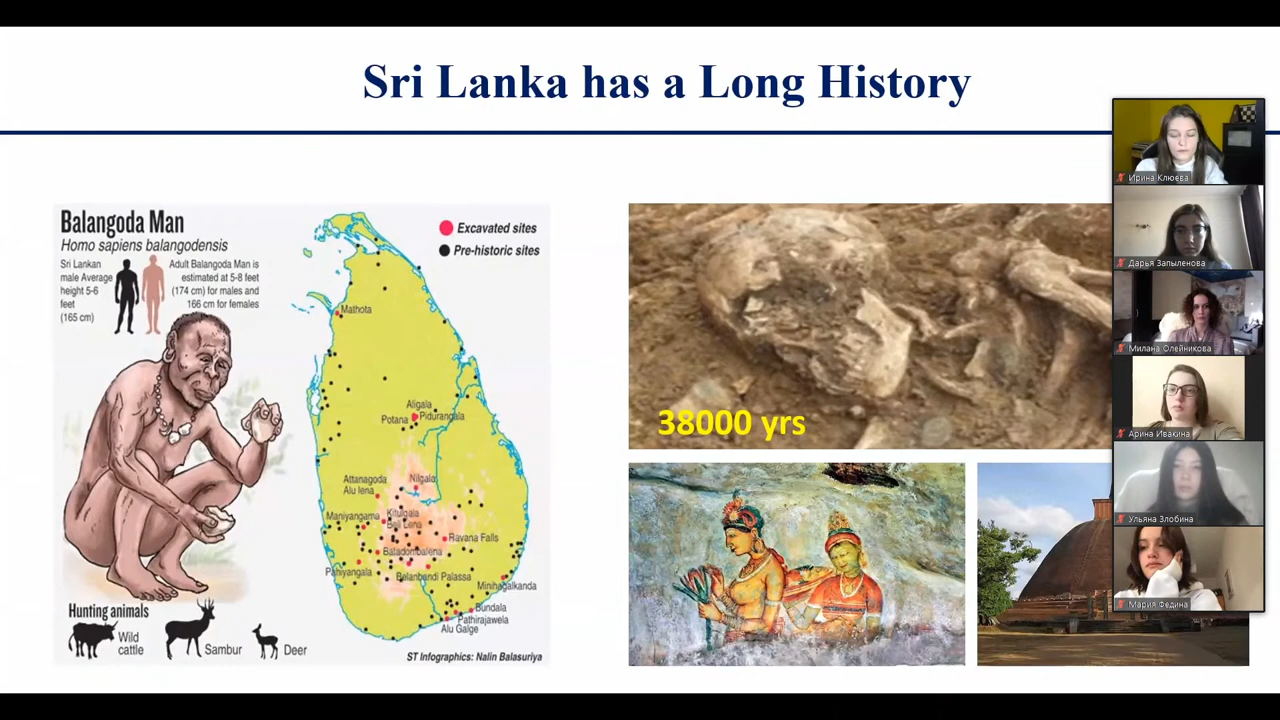 Sri Lanka has a Long History
Balangoda Man
Homo sapiens balangodensis
Sri Lankan
male Average
height 5-6
feet
(165 cm)
Adult Balangoda Man is
estimated at 5-8 feet
(174 cm) for males and
166 cm for females
Hunting animals
Wild
cattle
Sambur
Deer
Excavated sites
Pre-historic sites
Mathota
Aligala
Potana
Pidurangala
Attanagoda
Alu lena
Nilgala
Maniyangama
Kitulgala
Beli Lena
Ravana Falls
Batadombalena
Pahiyangala
Belanbandi Palassa
Minihagalkanda
Bundala
Pathirajawela
Alu Galge
ST Infographics: Nalin Balasuriya
38000 yrs
Ирина Клюева
Дарья Запыленова
Милана Олейникова
Арина Ивакина
Ульяна Злобина
Мария Федина